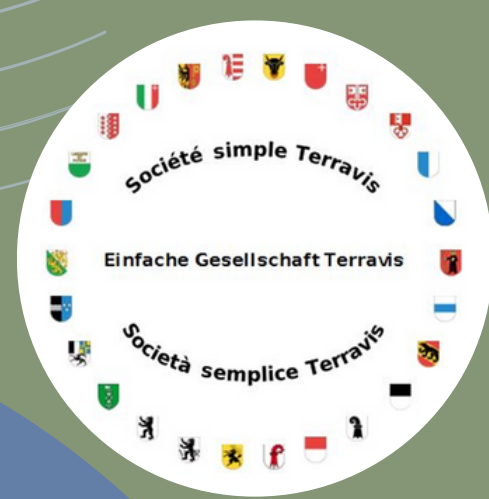 Société simple Terravis
Einfache Gesellschaft Terravis
Società semplice Terravis